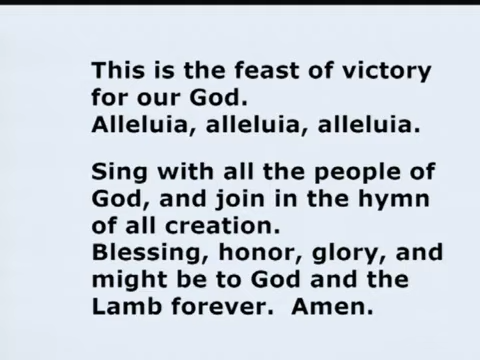 This is the feast of victory
for our God.
Alleluia, alleluia, alleluia.
Sing with all the people of
God, and join in the hymn
of all creation.
Blessing, honor, glory, and
might be to God and the
Lamb forever.  Amen.